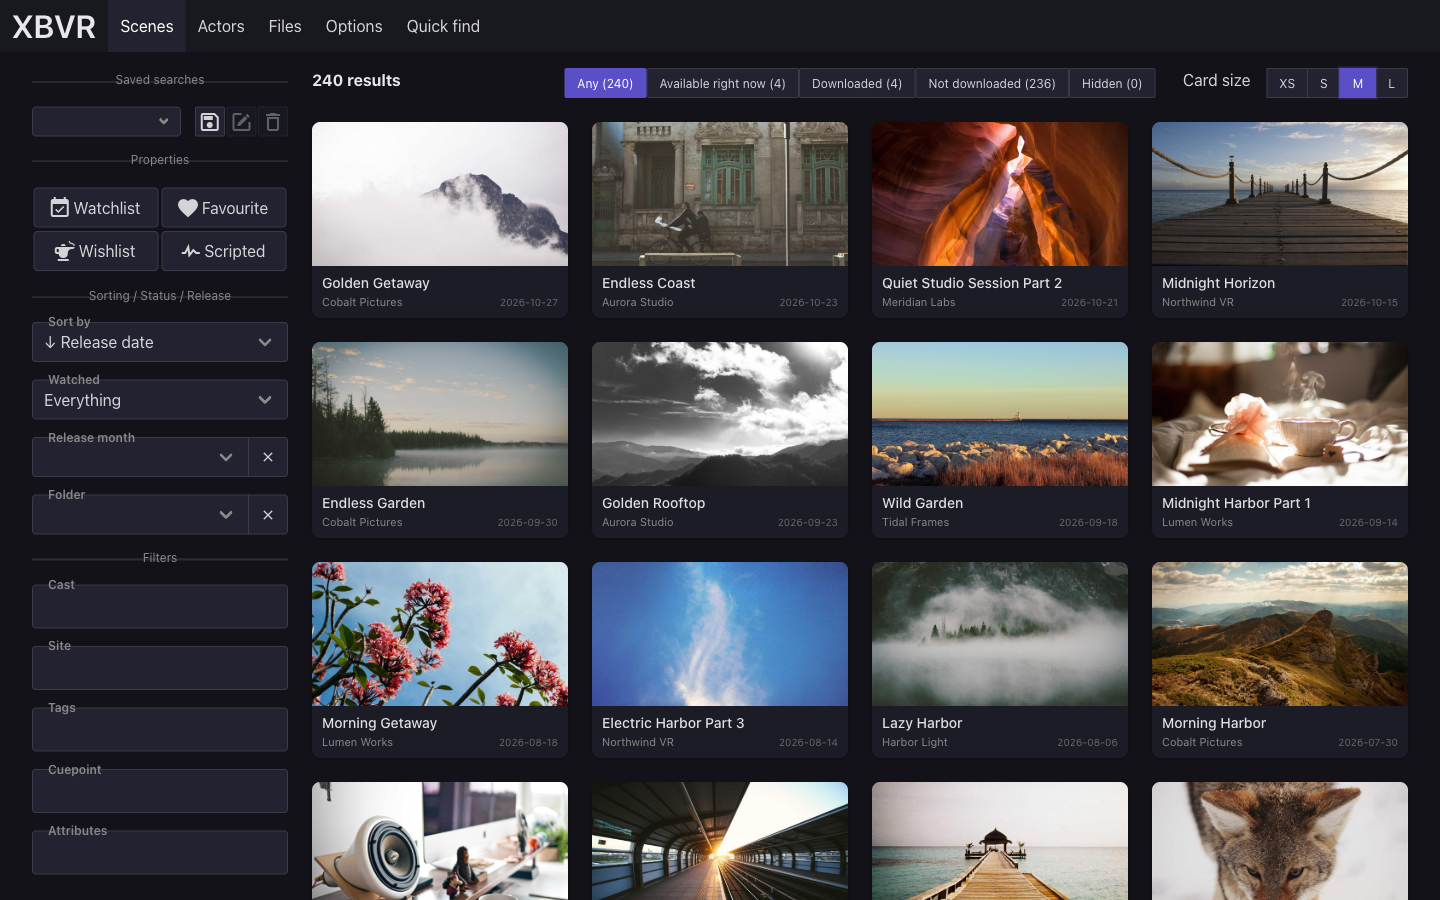 XBVR
Scenes
Actors
Files
Options
Quick find
Saved searches
Properties
Watchlist
Favourite
Wishlist
Scripted
Sorting / Status / Release
Sort by
↓ Release date
Watched
Everything
Release month
Folder
Filters
Cast
Site
Tags
Cuepoint
Attributes
240 results
Any (240)
Available right now (4)
Downloaded (4)
Not downloaded (236)
Hidden (0)
Card size
XS
S
M
L
Golden Getaway
Cobalt Pictures 2026-10-27
Endless Coast
Aurora Studio 2026-10-23
Quiet Studio Session Part 2
Meridian Labs 2026-10-21
Midnight Horizon
Northwind VR 2026-10-15
Endless Garden
Cobalt Pictures 2026-09-30
Golden Rooftop
Aurora Studio 2026-09-23
Wild Garden
Tidal Frames 2026-09-18
Midnight Harbor Part 1
Lumen Works 2026-09-14
Morning Getaway
Lumen Works 2026-08-18
Electric Harbor Part 3
Northwind VR 2026-08-14
Lazy Harbor
Harbor Light 2026-08-06
Morning Harbor
Cobalt Pictures 2026-07-30